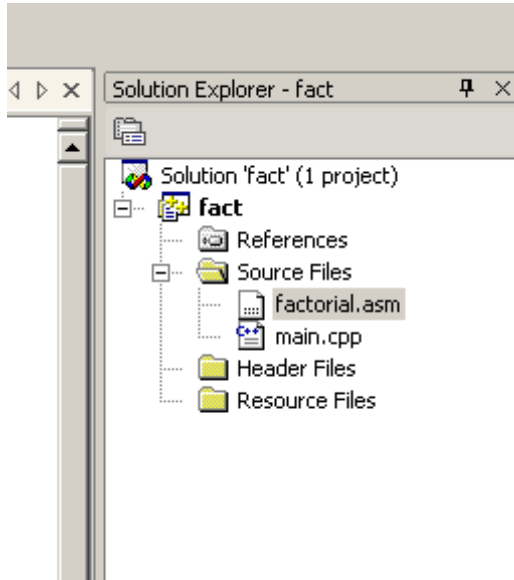 Solution Explorer - fact
Solution 'fact' (1 project)
fact
References
Source Files
factorial.asm
main.cpp
Header Files
Resource Files